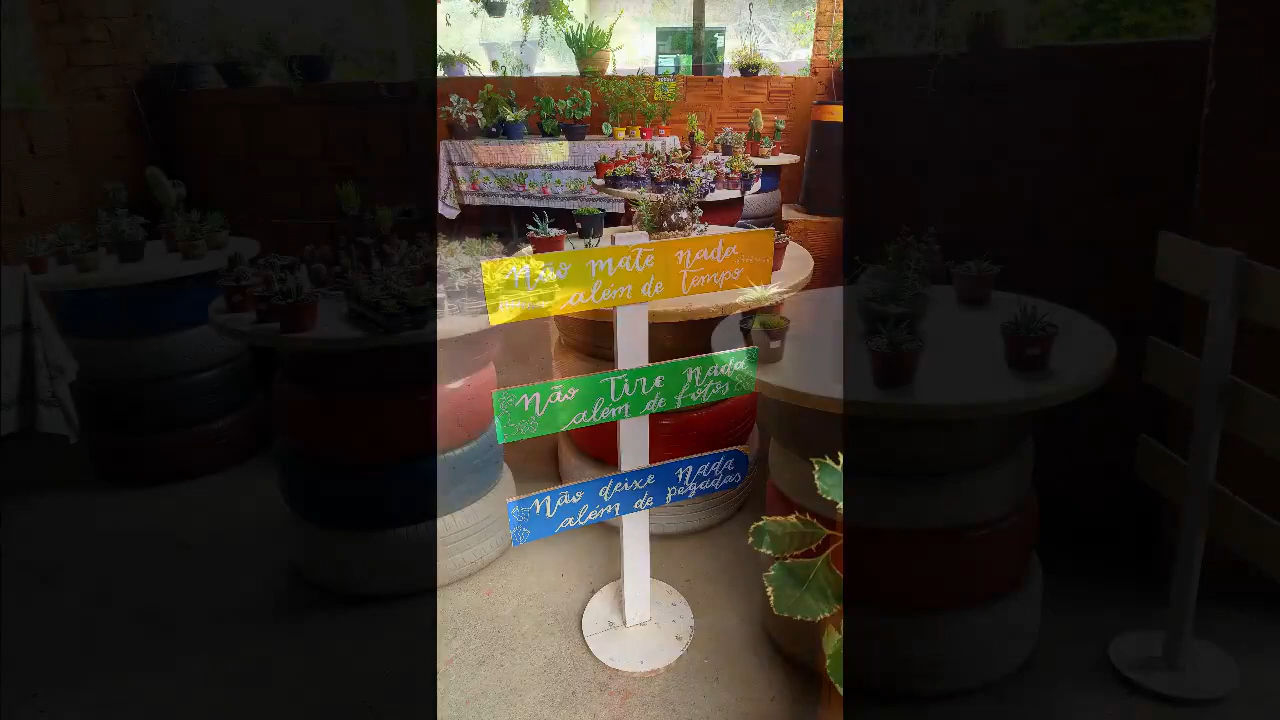 Não mate nada
além de Tempo
Não Tire Nada
além de fotos
Não deixe Nada
além de pegadas